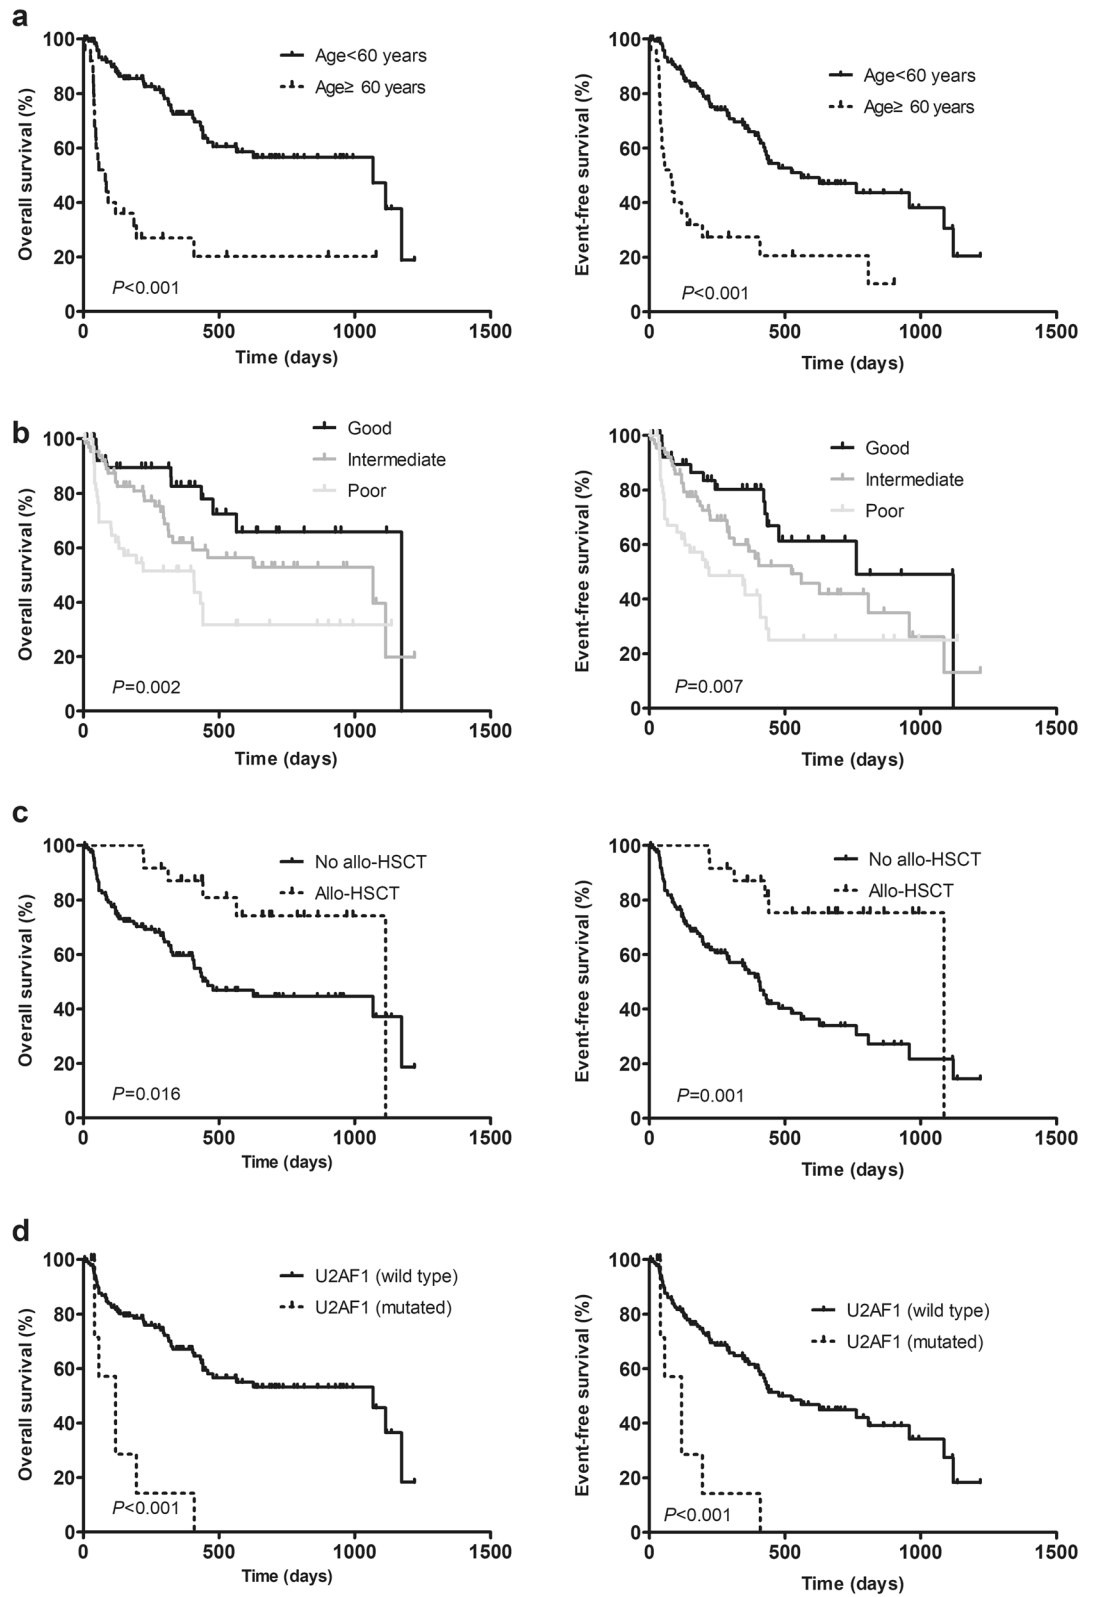 a
Overall survival (%)
100
80
60
40
20
0
Age<60 years
Age≥ 60 years
P<0.001
0 500 1000 1500
Time (days)
Event-free survival (%)
100
80
60
40
20
0
Age<60 years
Age≥ 60 years
P<0.001
0 500 1000 1500
Time (days)
b
Overall survival (%)
100
80
60
40
20
0
Good
Intermediate
Poor
P=0.002
0 500 1000 1500
Time (days)
Event-free survival (%)
100
80
60
40
20
0
Good
Intermediate
Poor
P=0.007
0 500 1000 1500
Time (days)
c
Overall survival (%)
100
80
60
40
20
0
No allo-HSCT
Allo-HSCT
P=0.016
0 500 1000 1500
Time (days)
Event-free survival (%)
100
80
60
40
20
0
No allo-HSCT
Allo-HSCT
P=0.001
0 500 1000 1500
Time (days)
d
Overall survival (%)
100
80
60
40
20
0
U2AF1 (wild type)
U2AF1 (mutated)
P<0.001
0 500 1000 1500
Time (days)
Event-free survival (%)
100
80
60
40
20
0
U2AF1 (wild type)
U2AF1 (mutated)
P<0.001
0 500 1000 1500
Time (days)